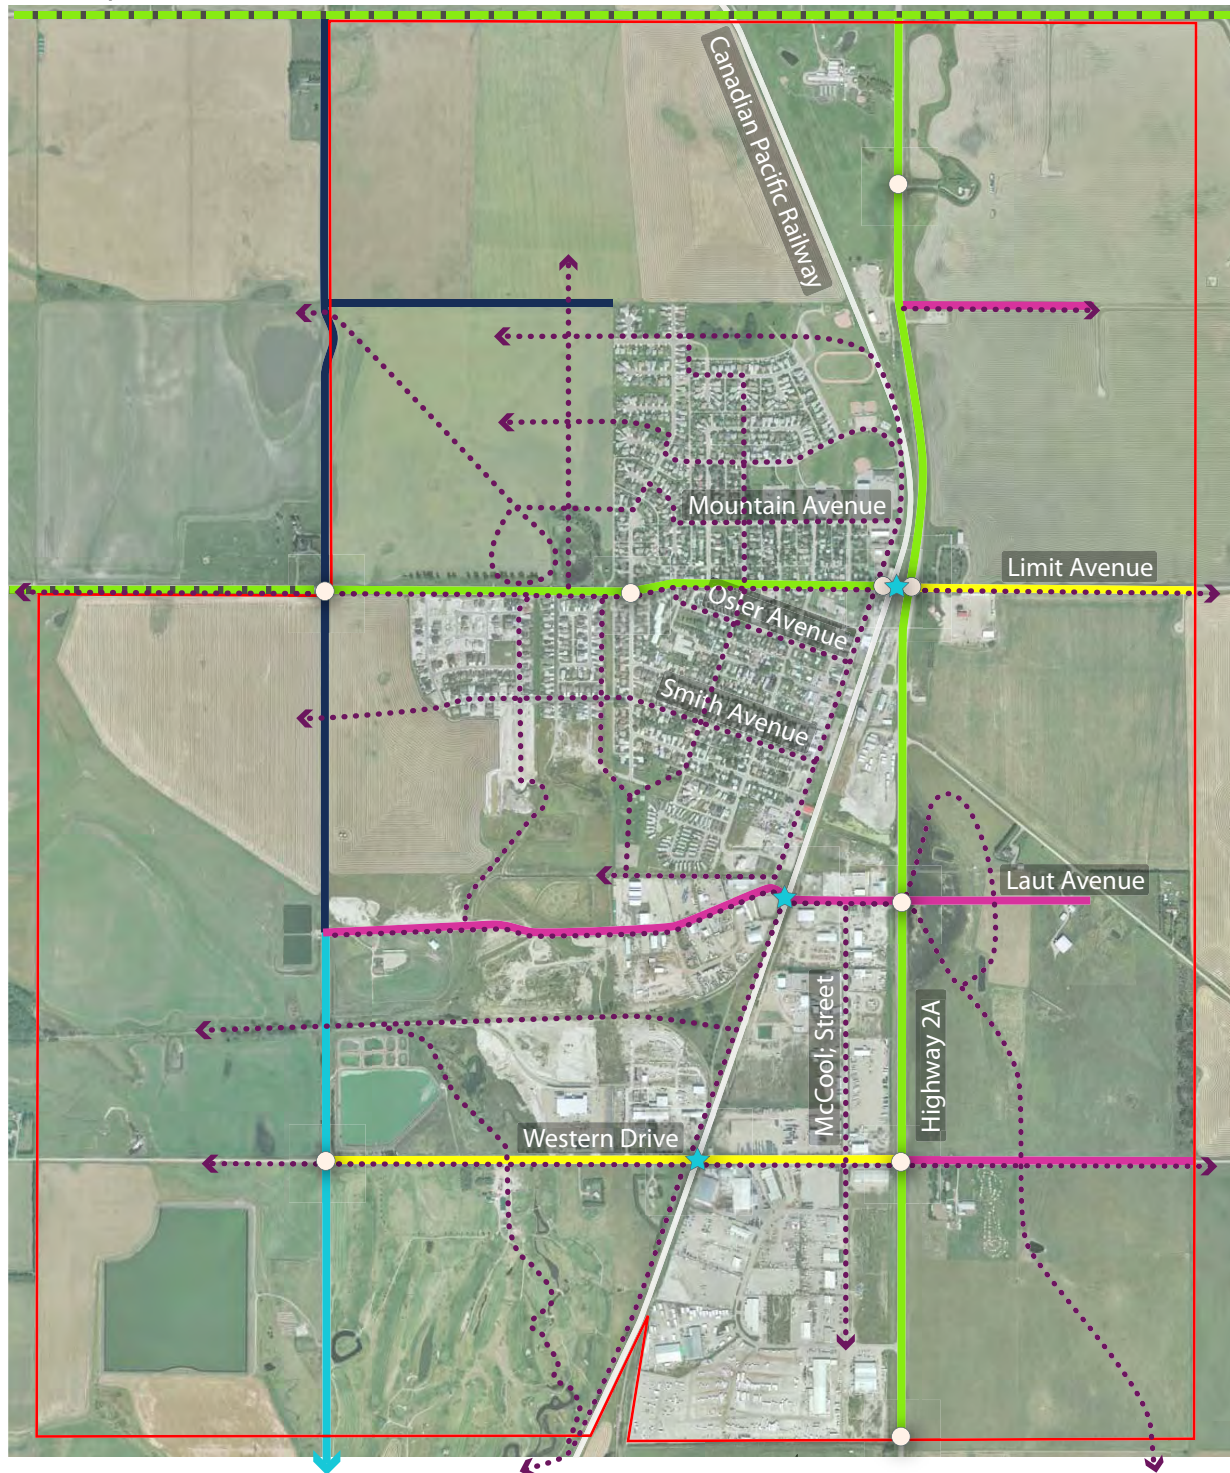 Canadian Pacific Railway
Mountain Avenue
Limit Avenue
Osler Avenue
Smith Avenue
Laut Avenue
McCool; Street
Highway 2A
Western Drive